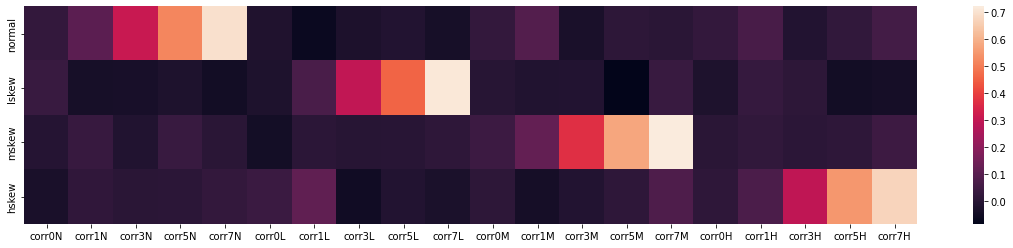 normal
lskew
mskew
hskew
corr0N corr1N corr3N corr5N corr7N corr0L corr1L corr3L corr5L corr7L corr0M corr1M corr3M corr5M corr7M corr0H corr1H corr3H corr5H corr7H
0.7
0.6
0.5
0.4
0.3
0.2
0.1
0.0